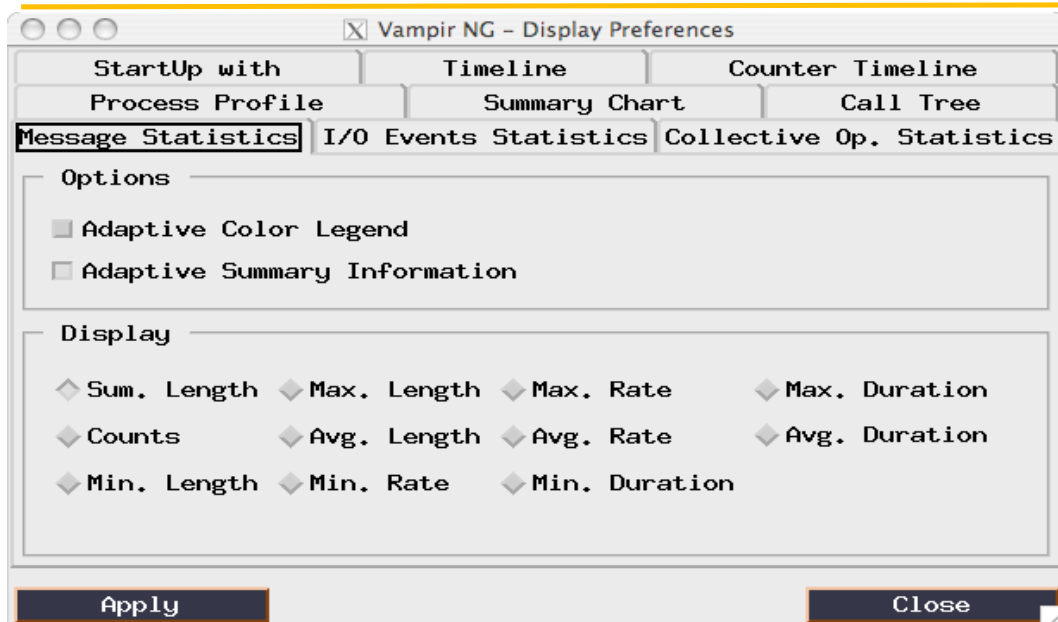 Vampir NG – Display Preferences
StartUp with Timeline Counter Timeline
Process Profile Summary Chart Call Tree
Message Statistics I/O Events Statistics Collective Op. Statistics
Options
Adaptive Color Legend
Adaptive Summary Information
Display
Sum. Length Max. Length Max. Rate Max. Duration
Counts Avg. Length Avg. Rate Avg. Duration
Min. Length Min. Rate Min. Duration
Apply Close